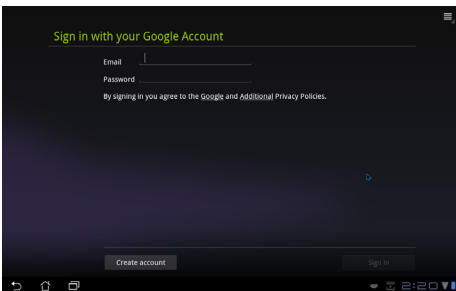 Sign in with your Google Account
Email
Password
By signing in you agree to the Google and Additional Privacy Policies.
Create account
Sign in
2:20